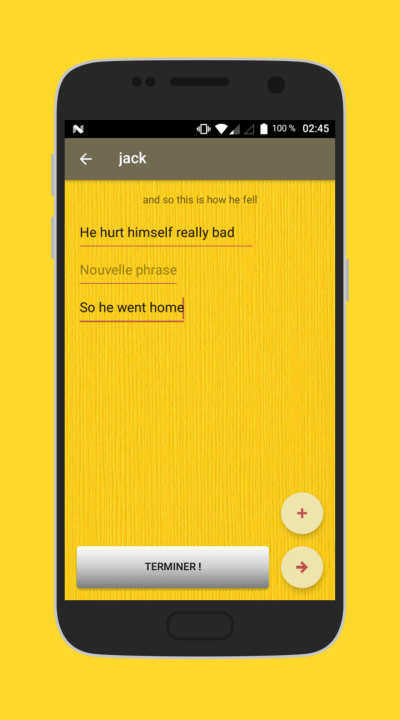 100 % 02:45
jack
and so this is how he fell
He hurt himself really bad
Nouvelle phrase
So he went home
TERMINER !